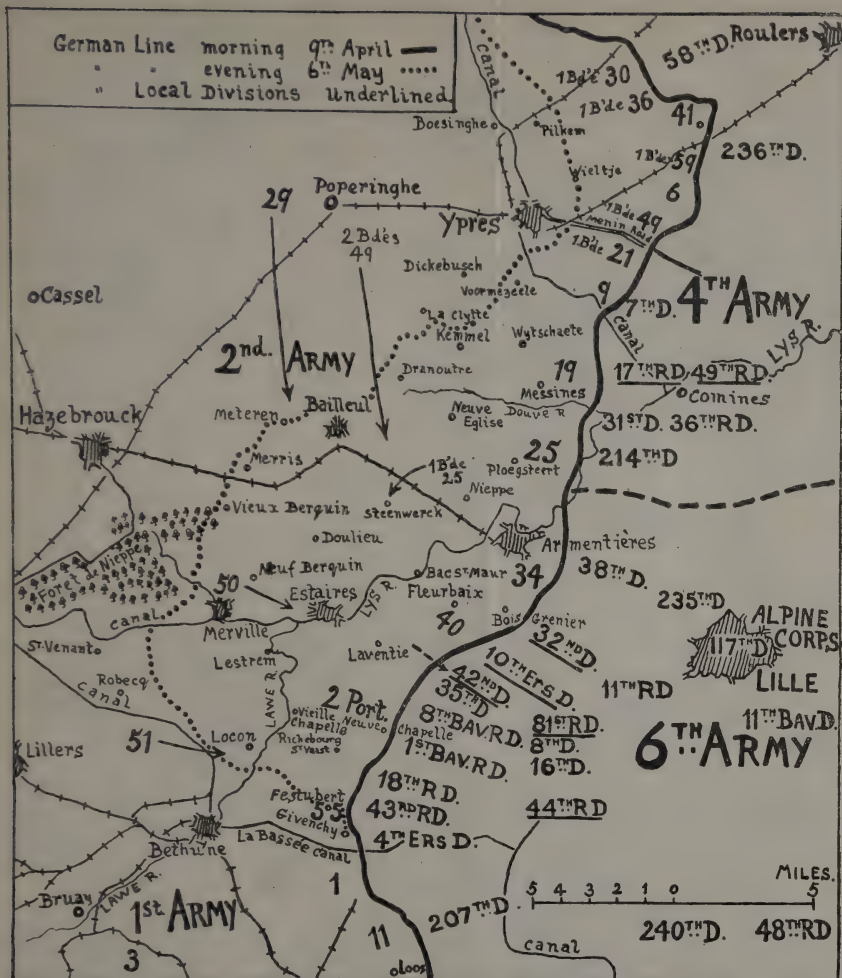 German Line morning 9TH April
" " evening 6TH May
" Local Divisions underlined
canal
58TH D.
Roulers
1 Bd'e 30
1 B'de 36
41
Boesinghe
Pilkem
1 B'de 59
236TH D.
Wieltje
6
29
Poperinghe
Ypres
1 B'de 49
Menin Road
1 B'de 21
2 Bdès
49
Dickebusch
9
7TH D.
4TH ARMY
Voormezeele
Cassel
La Clytte
Kemmel
Wytschaete
canal
LYS R.
2nd. ARMY
17TH RD.
49TH RD.
Dranoutre
19
Comines
Messines
Hazebrouck
Meteren
Bailleul
Neuve
Eglise
Douve R
31ST D.
36TH RD.
214TH D
Merris
1 B'de
25
25
Ploegsteert
Nieppe
Vieux Berquin
Steenwerck
Doulieu
Armentières
Forêt de Nieppe
Neuf Berquin
Bac St Maur
34
38TH D.
50
Estaires
LYS R.
Fleurbaix
235TH D
canal
Merville
40
Bois Grenier
32ND D.
ALPINE
CORPS
117TH D
LILLE
St. Venant
Lestrem
Laventie
10TH Ers D.
11TH RD
Robecq
canal
LAWE R.
42ND D.
35TH D
2 Port.
11TH Bav. D.
Vieille
Chapelle
Neuve
Chapelle
8TH BAV. RD.
81ST RD.
6TH ARMY
51
Locon
Richebourg
St Vaast
1ST BAV. RD.
8TH D.
16TH D.
Lillers
18TH RD.
Festubert
55
Givenchy
43RD RD.
44TH RD
4TH ERS D.
La Bassée canal
Bethune
LAWE R.
MILES.
5 4 3 2 1 0 5
Bruay
1
1st ARMY
207TH D.
11
240TH D.
48TH RD
3
Loos
canal